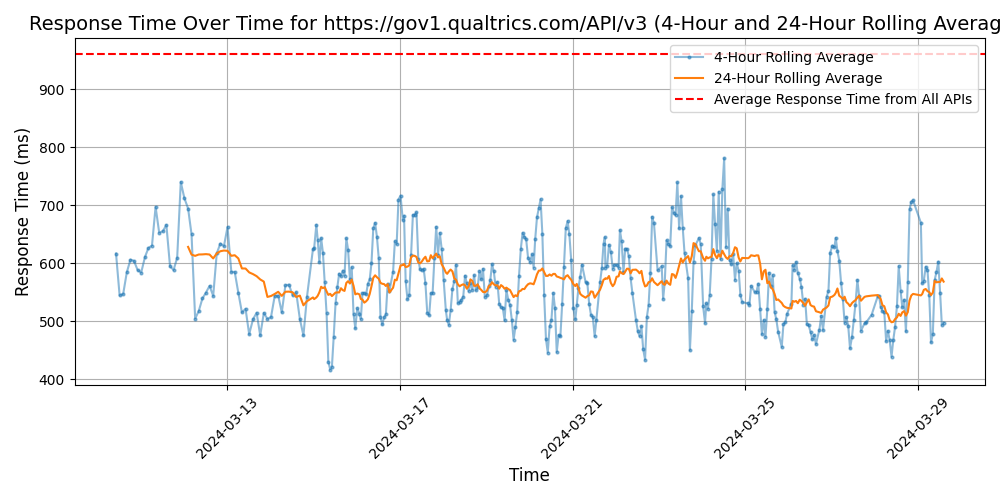 Response Time Over Time for https://gov1.qualtrics.com/API/v3 (4-Hour and 24-Hour Rolling Averag
4-Hour Rolling Average
24-Hour Rolling Average
Average Response Time from All APIs
Response Time (ms)
900
800
700
600
500
400
2024-03-13
2024-03-17
2024-03-21
2024-03-25
2024-03-29
Time